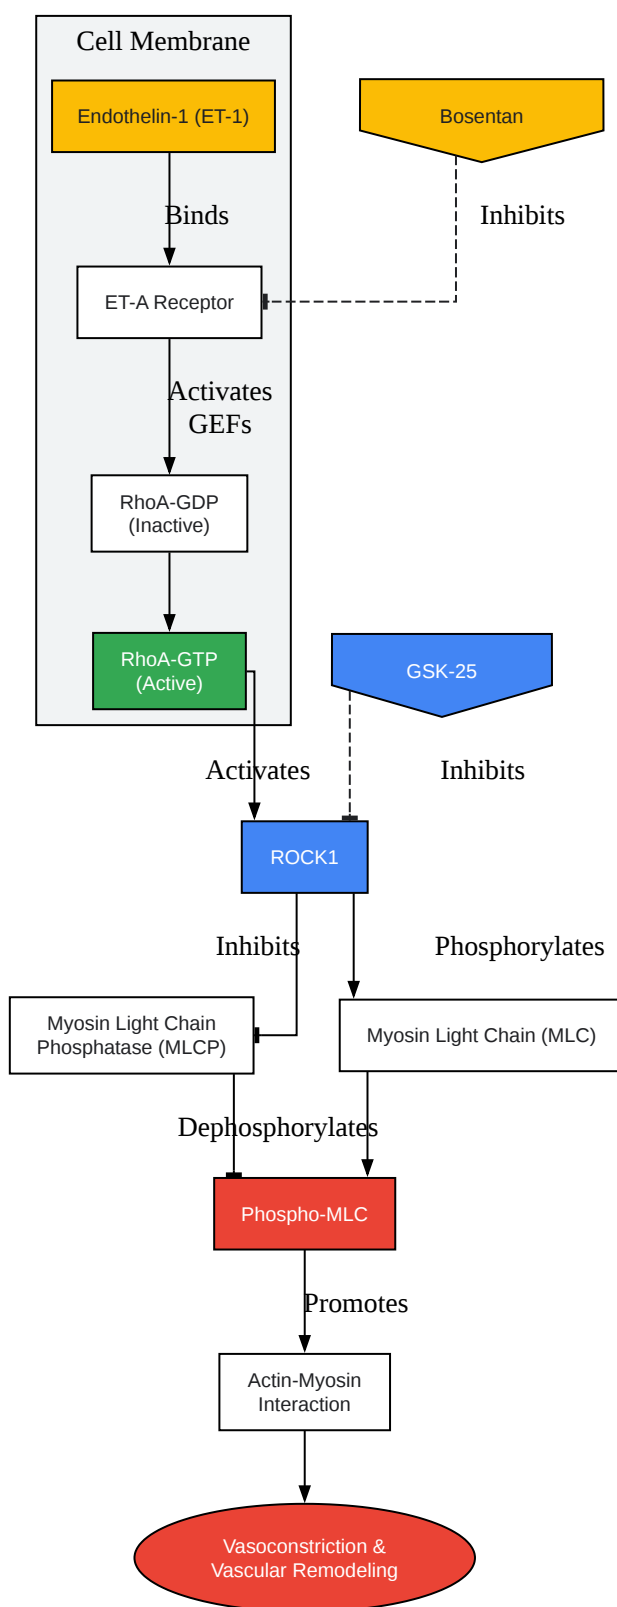 Cell Membrane
Endothelin-1 (ET-1)
Bosentan
Binds
Inhibits
ET-A Receptor
Activates
GEFs
RhoA-GDP
(Inactive)
RhoA-GTP
(Active)
GSK-25
Activates
Inhibits
ROCK1
Inhibits
Phosphorylates
Myosin Light Chain
Phosphatase (MLCP)
Myosin Light Chain (MLC)
Dephosphorylates
Phospho-MLC
Promotes
Actin-Myosin
Interaction
Vasoconstriction &
Vascular Remodeling